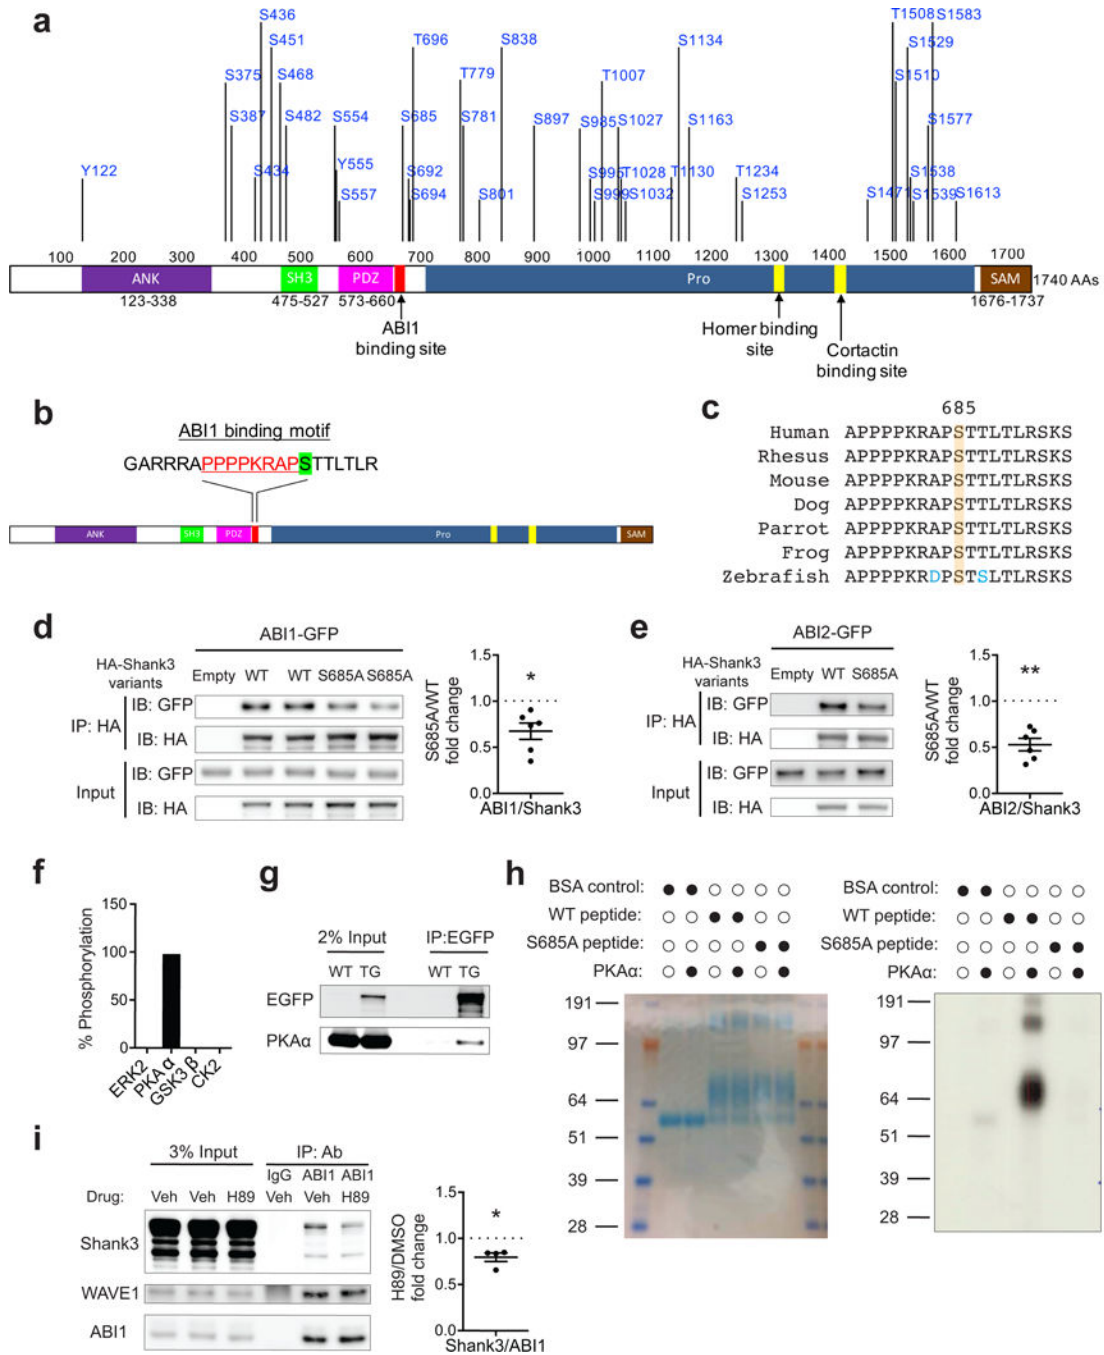 a
S436
S451
S375
S468
S387
S482
S434
Y122
S554
Y555
S557
T696
S685
S692
S694
S838
T779
S781
S801
S897
T1007
S985
S1027
S995
T1028
S999
S1032
S1134
S1163
T1130
T1234
S1253
T1508
S1583
S1529
S1510
S1577
S1471
S1538
S1539
S1613
100 200 300 400 500 600 700 800 900 1000 1100 1200 1300 1400 1500 1600 1700
ANK SH3 PDZ Pro SAM 1740 AAs
123-338 475-527 573-660 1676-1737
ABI1
binding site
Homer binding
site
Cortactin
binding site
b
ABI1 binding motif
GARRRAPPPPKRAPSTTLTLR
ANK SH3 PDZ Pro SAM
c
685
Human APPPPKRAPSTTLTLRSKS
Rhesus APPPPKRAPSTTLTLRSKS
Mouse APPPPKRAPSTTLTLRSKS
Dog APPPPKRAPSTTLTLRSKS
Parrot APPPPKRAPSTTLTLRSKS
Frog APPPPKRAPSTTLTLRSKS
Zebrafish APPPPKRDPSTSLTLRSKS
d
ABI1-GFP
HA-Shank3
variants
Empty WT WT S685A S685A
IP: HA
IB: GFP
IB: HA
Input
IB: GFP
IB: HA
S685A/WT
fold change
1.5
1.0
0.5
0.0
*
ABI1/Shank3
e
ABI2-GFP
HA-Shank3
variants
Empty WT S685A
IP: HA
IB: GFP
IB: HA
Input
IB: GFP
IB: HA
S685A/WT
fold change
1.5
1.0
0.5
0.0
**
ABI2/Shank3
f
% Phosphorylation
150
100
50
0
ERK2
PKA α
GSK3 β
CK2
g
2% Input IP:EGFP
WT TG WT TG
EGFP
PKAα
h
BSA control:
WT peptide:
S685A peptide:
PKAα:
191
97
64
51
39
28
BSA control:
WT peptide:
S685A peptide:
PKAα:
191
97
64
51
39
28
i
3% Input IP: Ab
IgG ABI1 ABI1
Drug: Veh Veh H89 Veh Veh H89
Shank3
WAVE1
ABI1
H89/DMSO
fold change
1.5
1.0
0.5
0.0
*
Shank3/ABI1